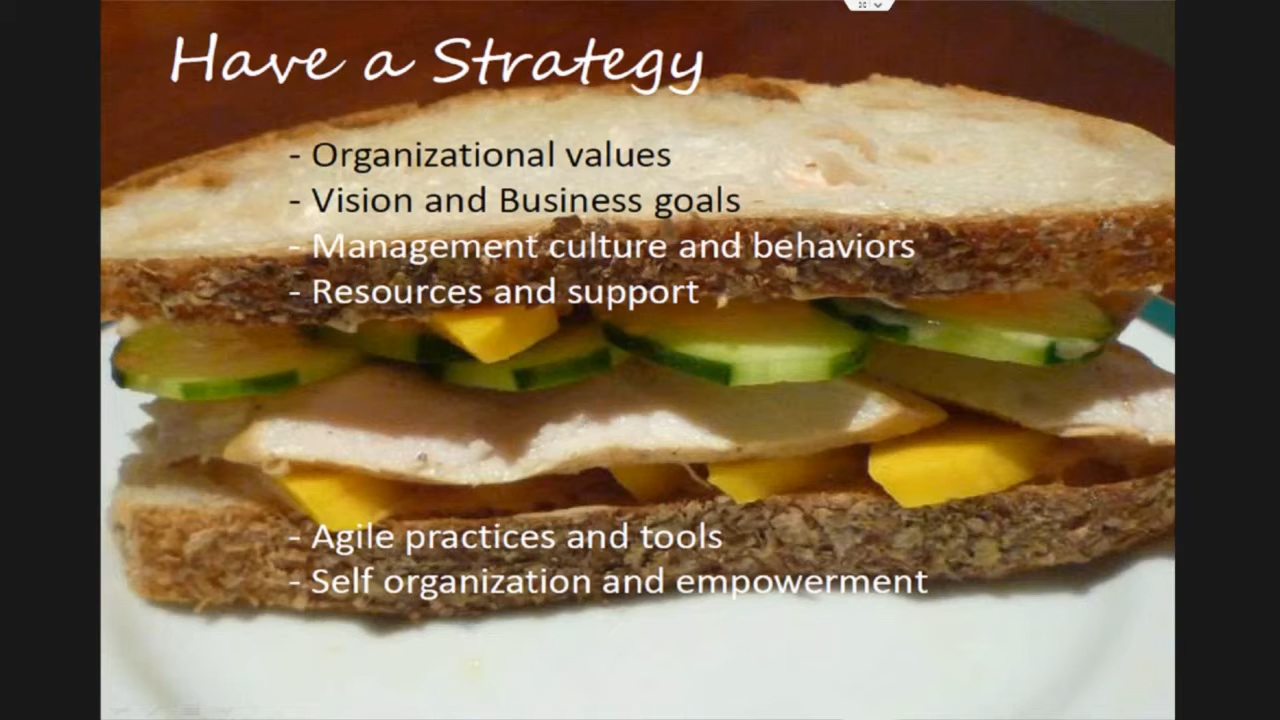 Have a Strategy
- Organizational values
- Vision and Business goals
- Management culture and behaviors
- Resources and support
- Agile practices and tools
- Self organization and empowerment